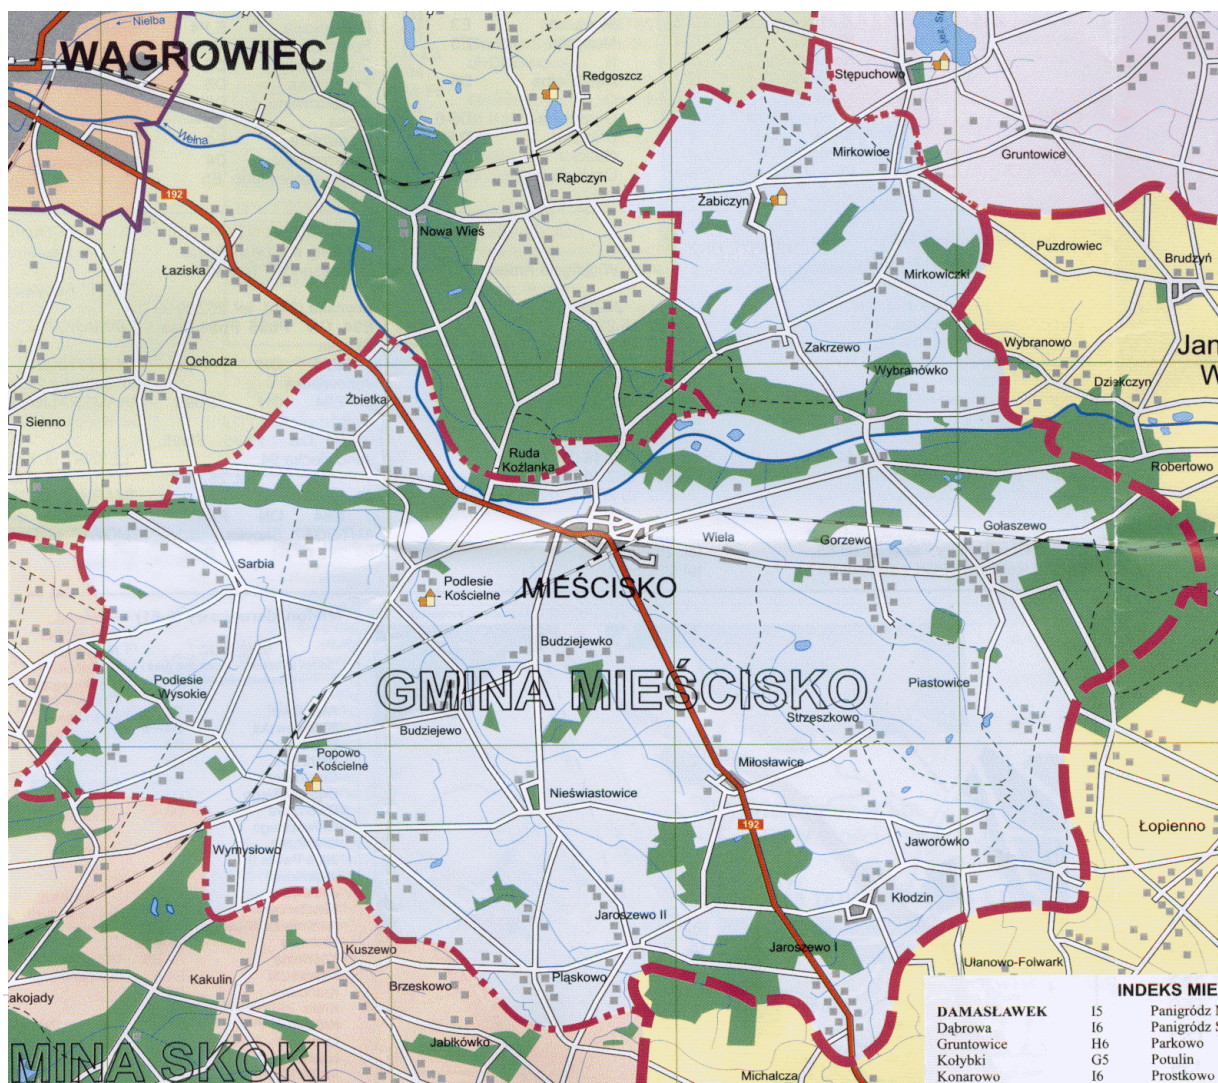 Nielba
WĄGROWIEC
Redgoszcz
Stępuchowo
Wełna
Mirkowice
Gruntowice
Rąbczyn
192
Żabiczyn
Nowa Wieś
Puzdrowiec
Brudzyń
Łaziska
Mirkowiczki
Wybranowo
Jan
W
Zakrzewo
Ochodza
Wybranówko
Dziekczyn
Żbietka
Sienno
Ruda
- Koźlanka
Robertowo
Gołaszewo
Wiela
Gorzewo
Sarbia
Podlesie
- Kościelne
MIEŚCISKO
Budziejewko
Podlesie
- Wysokie
GMINA MIEŚCISKO
Piastowice
Strzeszkowo
Budziejewo
Popowo
- Kościelne
Miłosławice
Nieświastowice
192
Łopienno
Wymysłowo
Jaworówko
Kłodzin
Jaroszewo II
Kuszewo
Jaroszewo I
Ułanowo-Folwark
Kakulin
Brzeskowo
Pląskowo
akojady
Jabłkówko
MINA SKOKI
Michalcza
INDEKS MIE
DAMASŁAWEK I5 Panigródz
Dąbrowa I6 Panigródz
Gruntowice H6 Parkowo
Kołybki G5 Potulin
Konarowo I6 Prostkowo